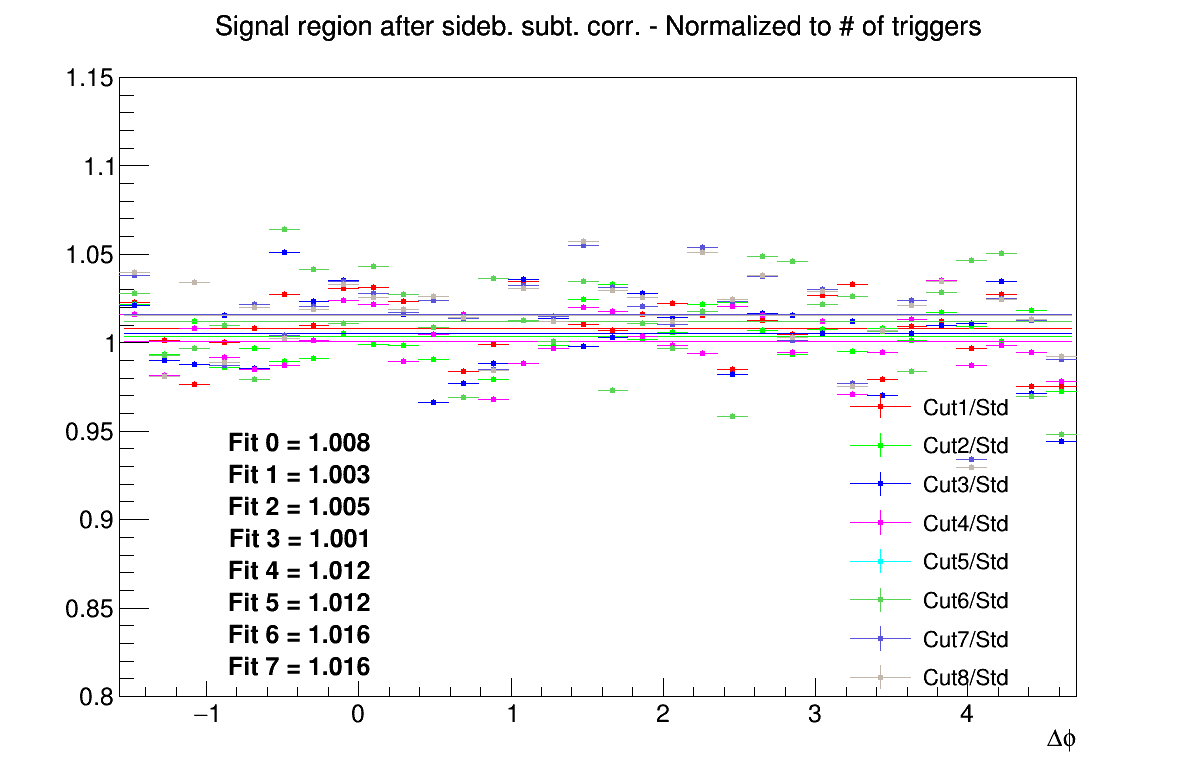 Signal region after sideb. subt. corr. - Normalized to # of triggers
1.15
1.1
1.05
1
0.95
0.9
0.85
0.8
Fit 0 = 1.008
Fit 1 = 1.003
Fit 2 = 1.005
Fit 3 = 1.001
Fit 4 = 1.012
Fit 5 = 1.012
Fit 6 = 1.016
Fit 7 = 1.016
Cut1/Std
Cut2/Std
Cut3/Std
Cut4/Std
Cut5/Std
Cut6/Std
Cut7/Std
Cut8/Std
−1 0 1 2 3 4
Δϕ